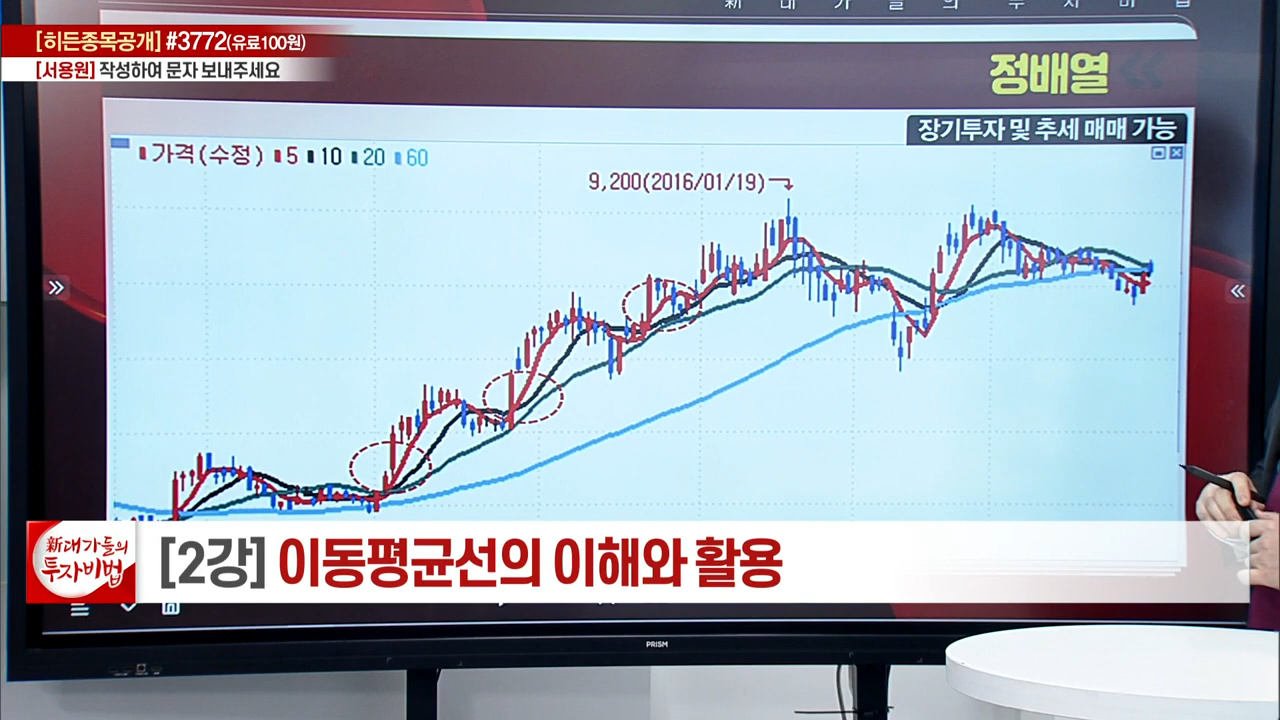 新 대 가 들 의 투 자 비 법
[히든종목공개] #3772(유료100원)
[서용원] 작성하여 문자 보내주세요
정배열
장기투자 및 추세 매매 가능
가격(수정) 5 10 20 60
9,200(2016/01/19)
新대가들의
투자비법
[2강] 이동평균선의 이해와 활용
PRISM